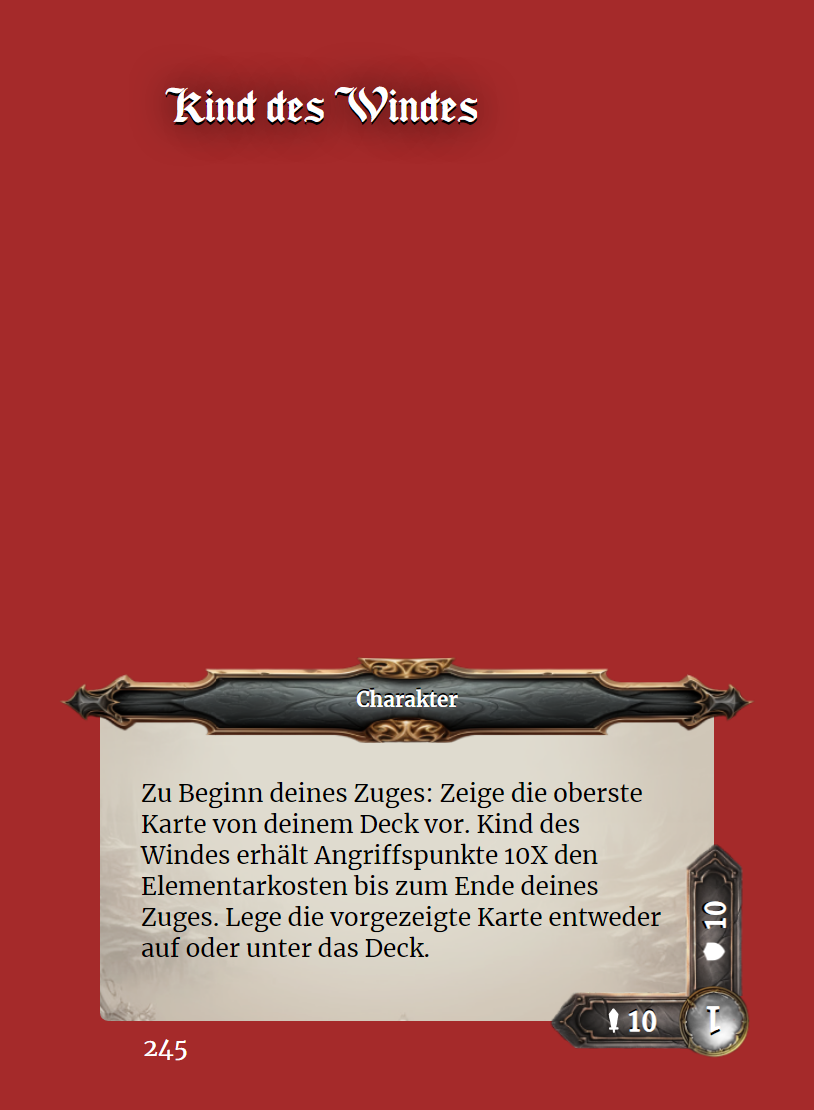 Kind des Windes
Charakter
Zu Beginn deines Zuges: Zeige die oberste
Karte von deinem Deck vor. Kind des
Windes erhält Angriffspunkte 10X den
Elementarkosten bis zum Ende deines
Zuges. Lege die vorgezeigte Karte entweder
auf oder unter das Deck.
10
10
1
245